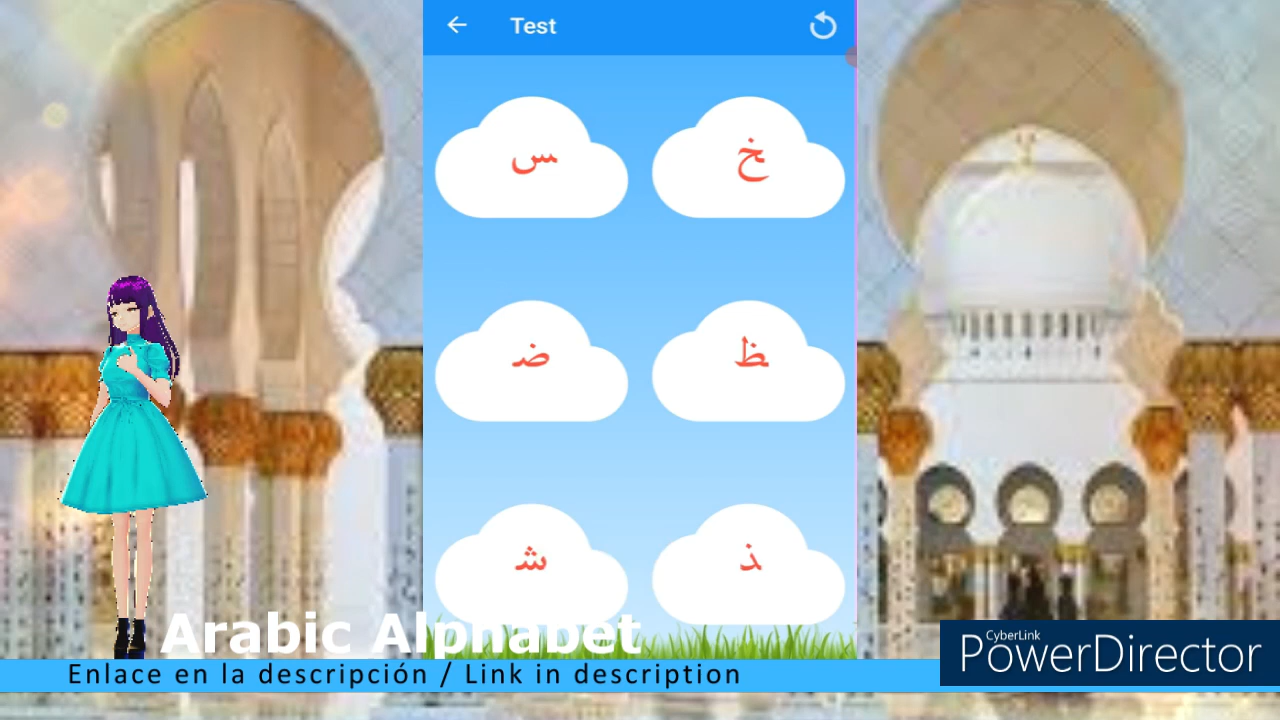 Test
ﺲ ﺦ
ﺿ ﻆ
ﺷ ﺬ
Arabic Alphabet
Enlace en la descripción / Link in description
CyberLink
PowerDirector